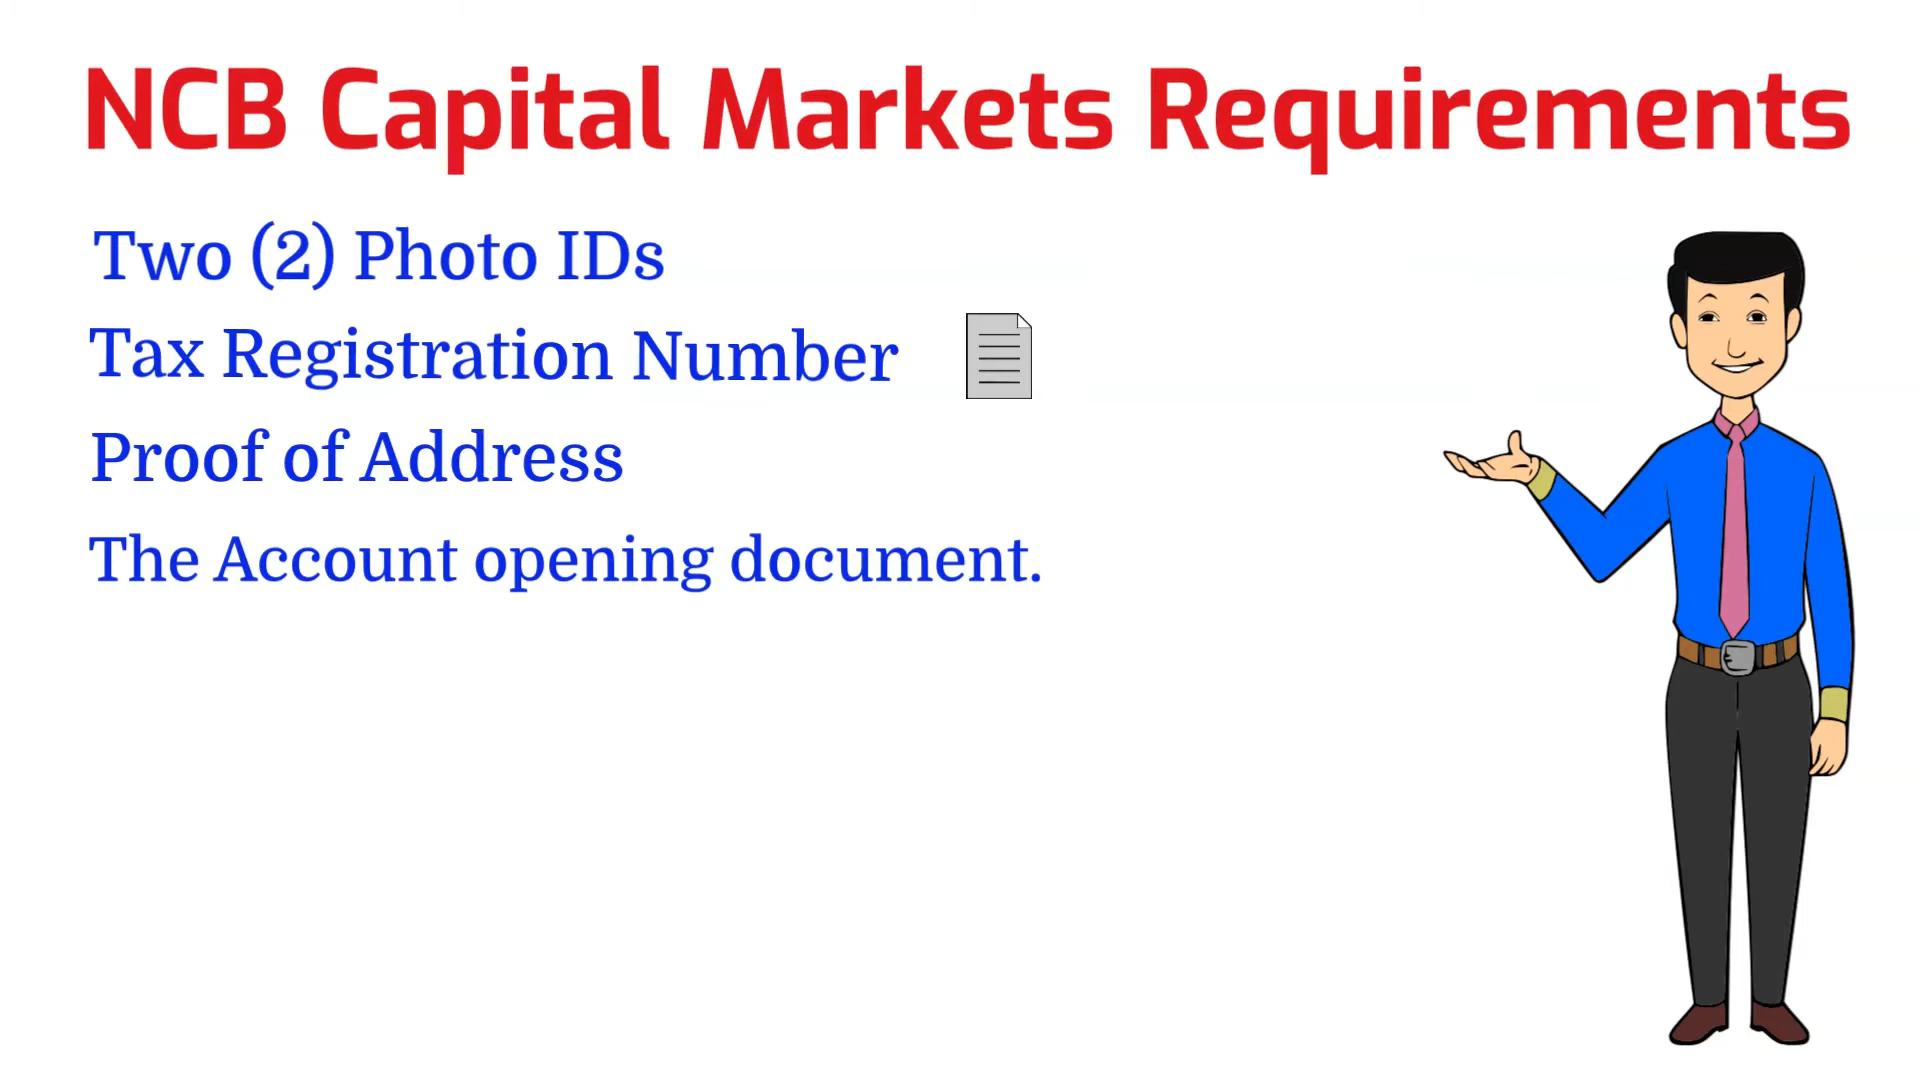 NCB Capital Markets Requirements
Two (2) Photo IDs
Tax Registration Number
Proof of Address
The Account opening document.